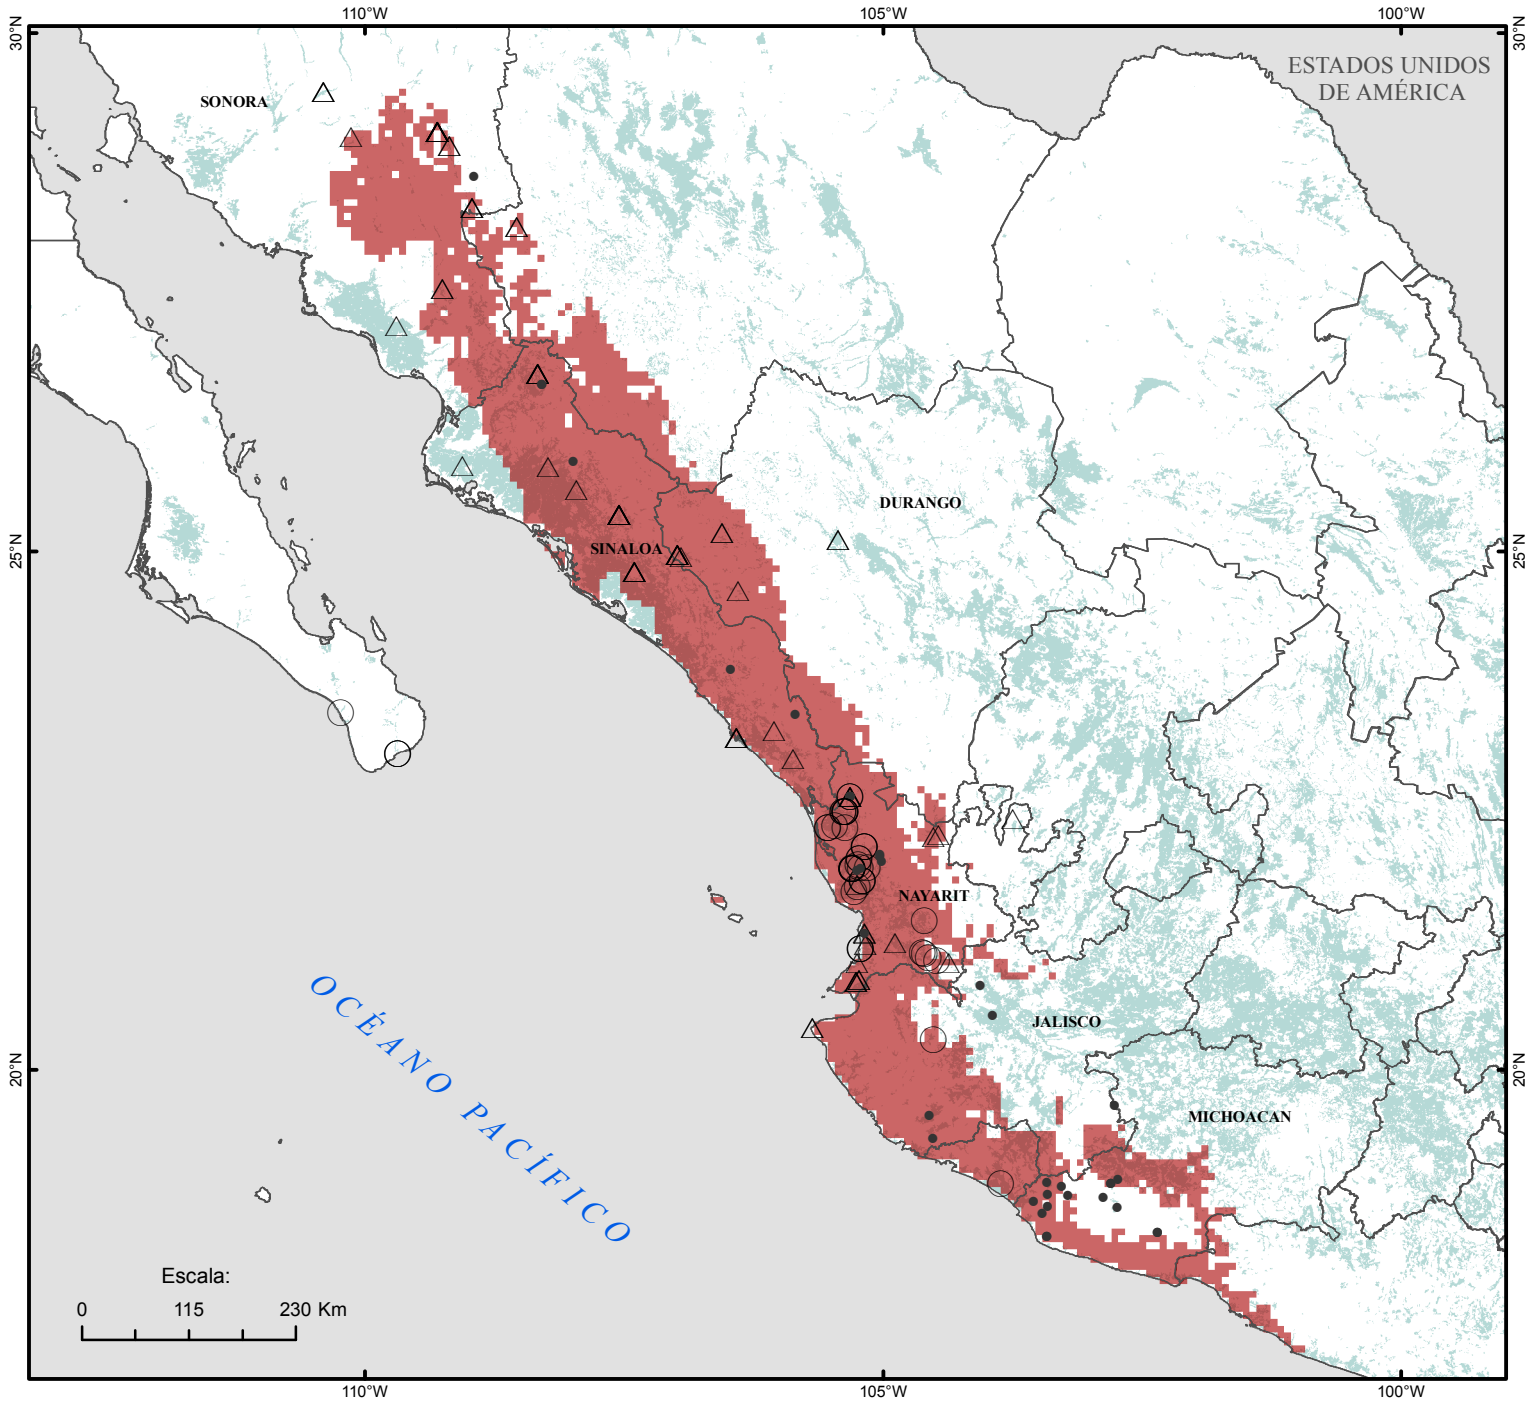 110°W 105°W 100°W
30°N 30°N
ESTADOS UNIDOS
DE AMÉRICA
SONORA
DURANGO
SINALOA
25°N 25°N
NAYARIT
JALISCO
OCÉANO PACÍFICO
20°N 20°N
MICHOACAN
Escala:
0 115 230 Km
110°W 105°W 100°W